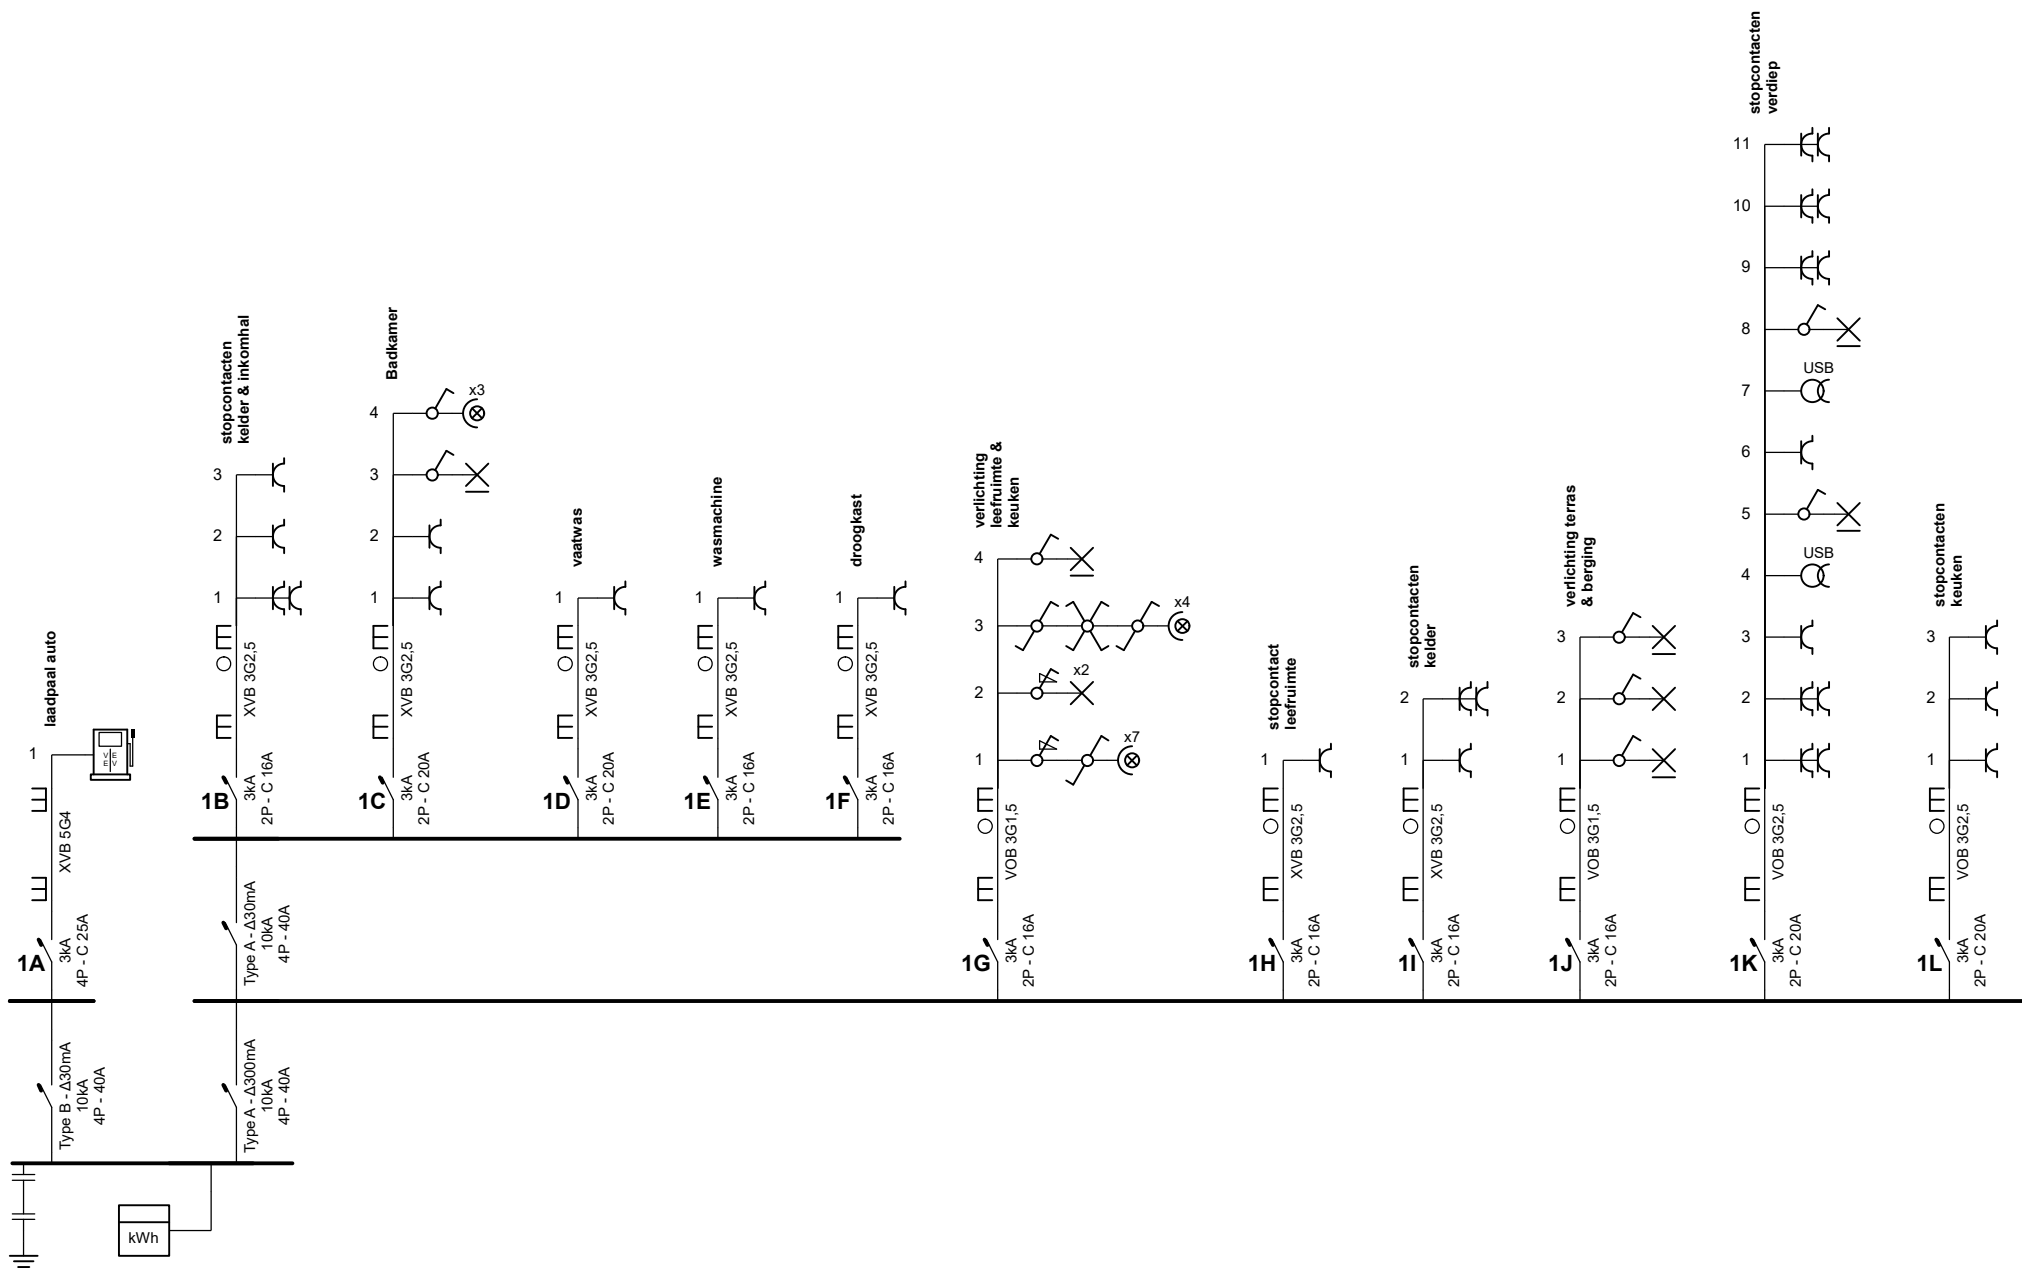 laadpaal auto
1
V E
E V
XVB 5G4
1A
3kA
4P - C 25A
Type B - Δ30mA
10kA
4P - 40A
kWh
Type A - Δ300mA
10kA
4P - 40A
Type A - Δ30mA
10kA
4P - 40A
stopcontacten
kelder & inkomhal
3
2
1
XVB 3G2,5
1B
3kA
2P - C 16A
Badkamer
4
x3
3
2
1
XVB 3G2,5
1C
3kA
2P - C 20A
vaatwas
1
XVB 3G2,5
1D
3kA
2P - C 20A
wasmachine
1
XVB 3G2,5
1E
3kA
2P - C 16A
droogkast
1
XVB 3G2,5
1F
3kA
2P - C 16A
verlichting
leefruimte &
keuken
4
3
x4
2
x2
1
x7
VOB 3G1,5
1G
3kA
2P - C 16A
stopcontact
leefruimte
1
XVB 3G2,5
1H
3kA
2P - C 16A
stopcontacten
kelder
2
1
XVB 3G2,5
1I
3kA
2P - C 16A
verlichting terras
& berging
3
2
1
VOB 3G1,5
1J
3kA
2P - C 16A
stopcontacten
verdiep
11
10
9
8
7
USB
6
5
4
USB
3
2
1
VOB 3G2,5
1K
3kA
2P - C 20A
stopcontacten
keuken
3
2
1
VOB 3G2,5
1L
3kA
2P - C 20A